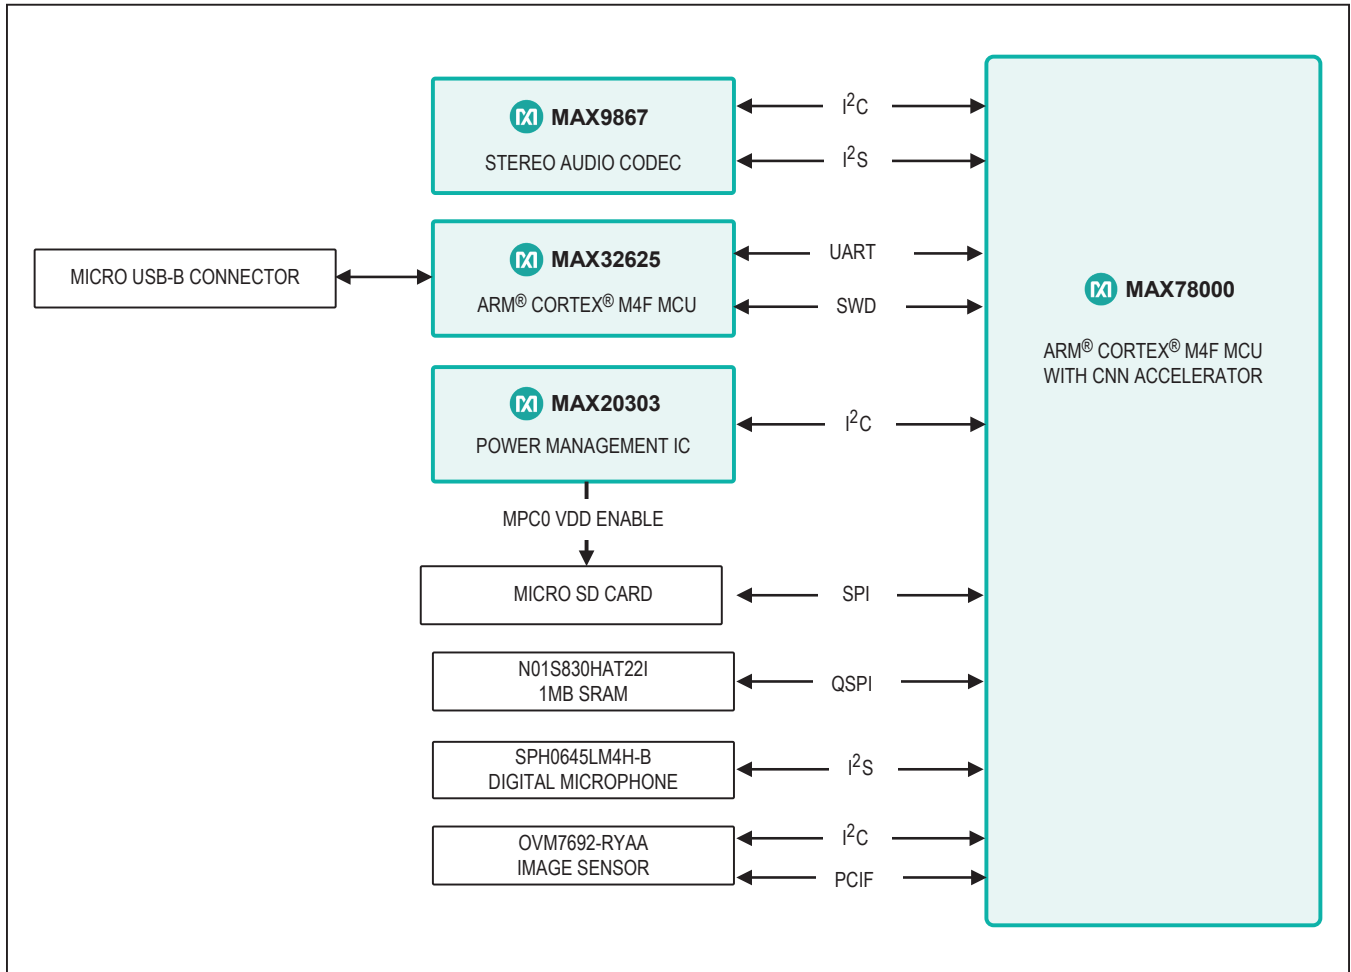 MAX9867
STEREO AUDIO CODEC
I²C
I²S
MICRO USB-B CONNECTOR
MAX32625
ARM® CORTEX® M4F MCU
UART
SWD
MAX78000
ARM® CORTEX® M4F MCU
WITH CNN ACCELERATOR
MAX20303
POWER MANAGEMENT IC
I²C
MPC0 VDD ENABLE
MICRO SD CARD
SPI
N01S830HAT22I
1MB SRAM
QSPI
SPH0645LM4H-B
DIGITAL MICROPHONE
I²S
OVM7692-RYAA
IMAGE SENSOR
I²C
PCIF